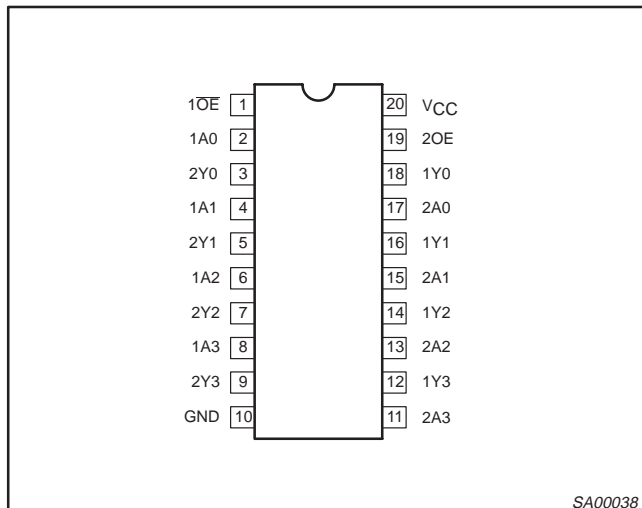 1O̅E̅ 1 20 VCC
1A0 2 19 2OE
2Y0 3 18 1Y0
1A1 4 17 2A0
2Y1 5 16 1Y1
1A2 6 15 2A1
2Y2 7 14 1Y2
1A3 8 13 2A2
2Y3 9 12 1Y3
GND 10 11 2A3
SA00038